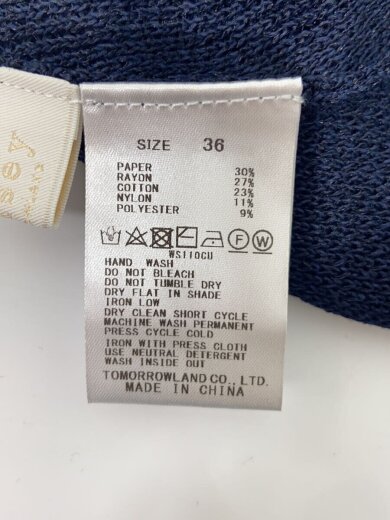 SIZE 36
PAPER 30%
RAYON 27%
COTTON 23%
NYLON 11%
POLYESTER 9%
F W
WS110CU
HAND WASH
DO NOT BLEACH
DO NOT TUMBLE DRY
DRY FLAT IN SHADE
IRON LOW
DRY CLEAN SHORT CYCLE
MACHINE WASH PERMANENT
PRESS CYCLE COLD
IRON WITH PRESS CLOTH
USE NEUTRAL DETERGENT
WASH INSIDE OUT
TOMORROWLAND CO., LTD.
MADE IN CHINA